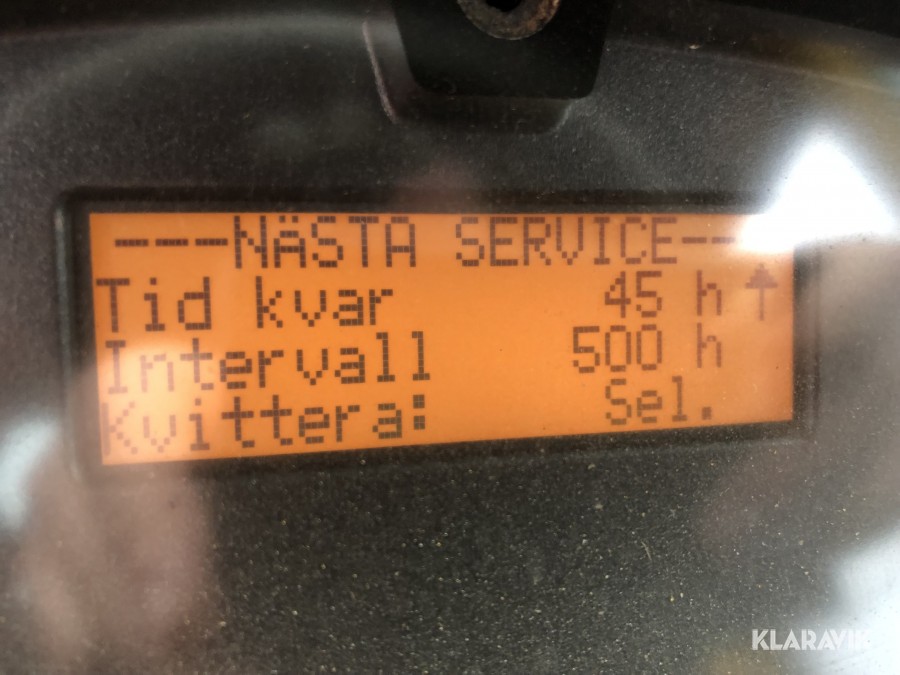 ---NÄSTA SERVICE--
Tid kvar 45 h ↑
Intervall 500 h
Kvittera: Sel.
KLARAVIK